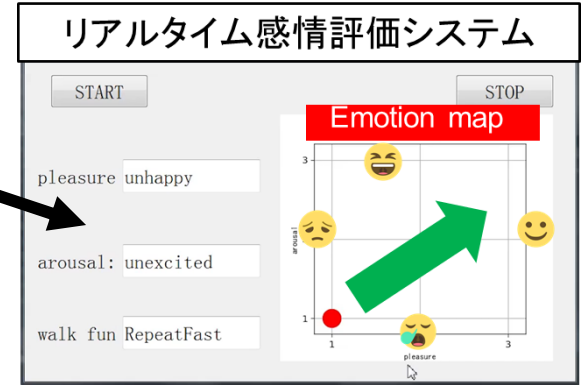 リアルタイム感情評価システム
START
STOP
Emotion map
pleasure unhappy
arousal: unexcited
walk fun RepeatFast
3
arousal
1
1
3
pleasure